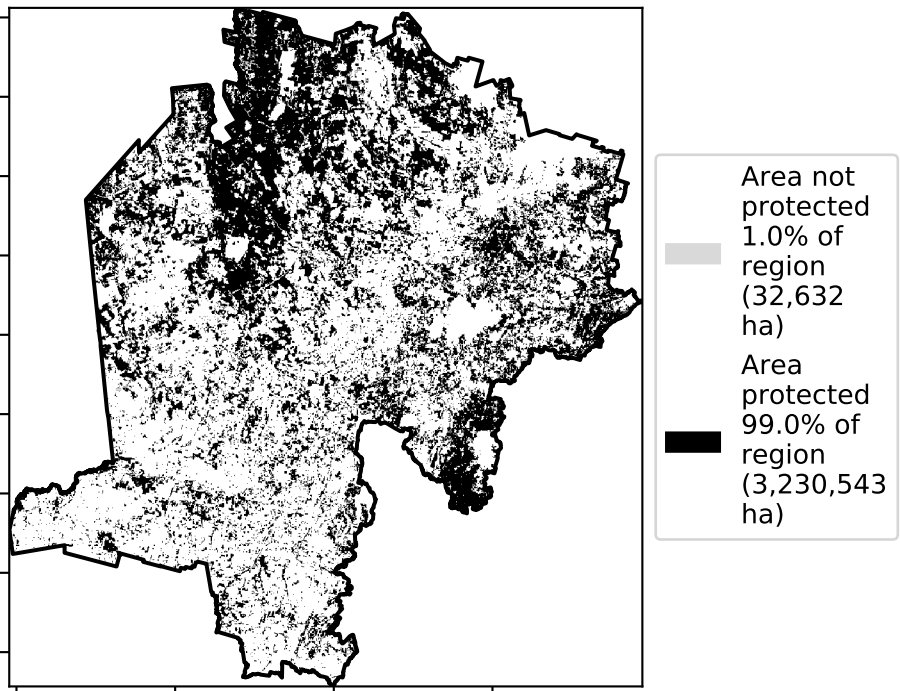 Area not
protected
1.0% of
region
(32,632
ha)
Area
protected
99.0% of
region
(3,230,543
ha)